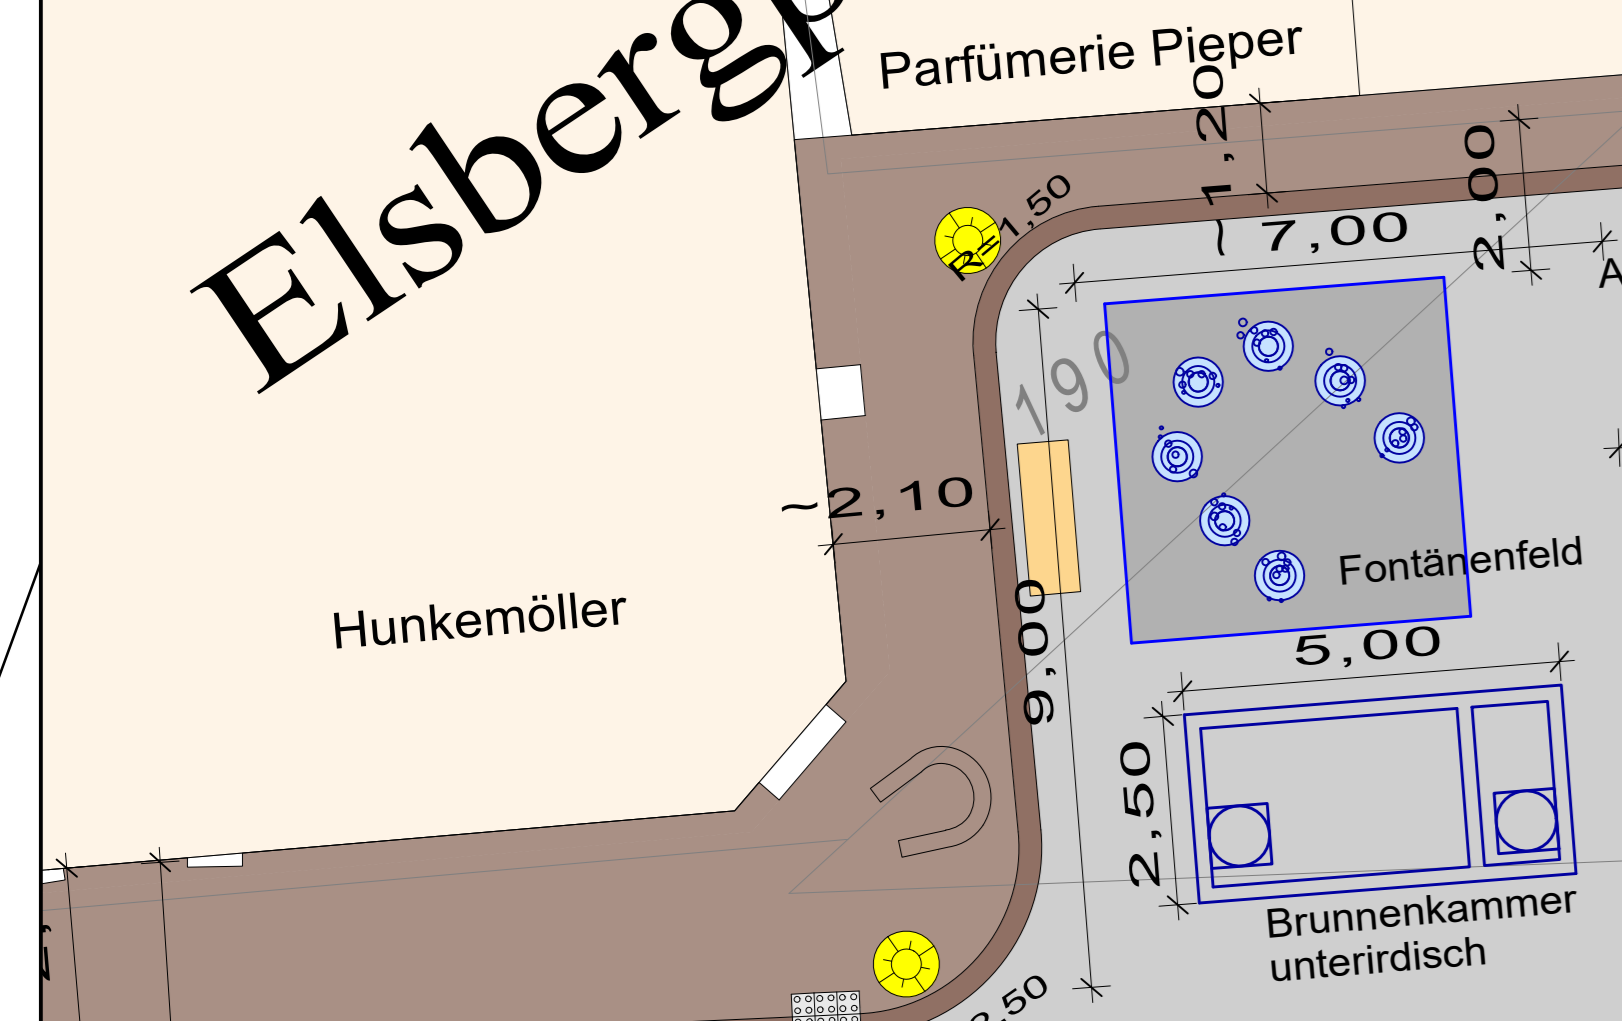 Elsbergp
Parfümerie Pieper
~1,20
2,00
R=1,50
7,00
A
190
~2,10
Fontänenfeld
Hunkemöller
9,00
5,00
2,50
Brunnenkammer
unterirdisch
2,50